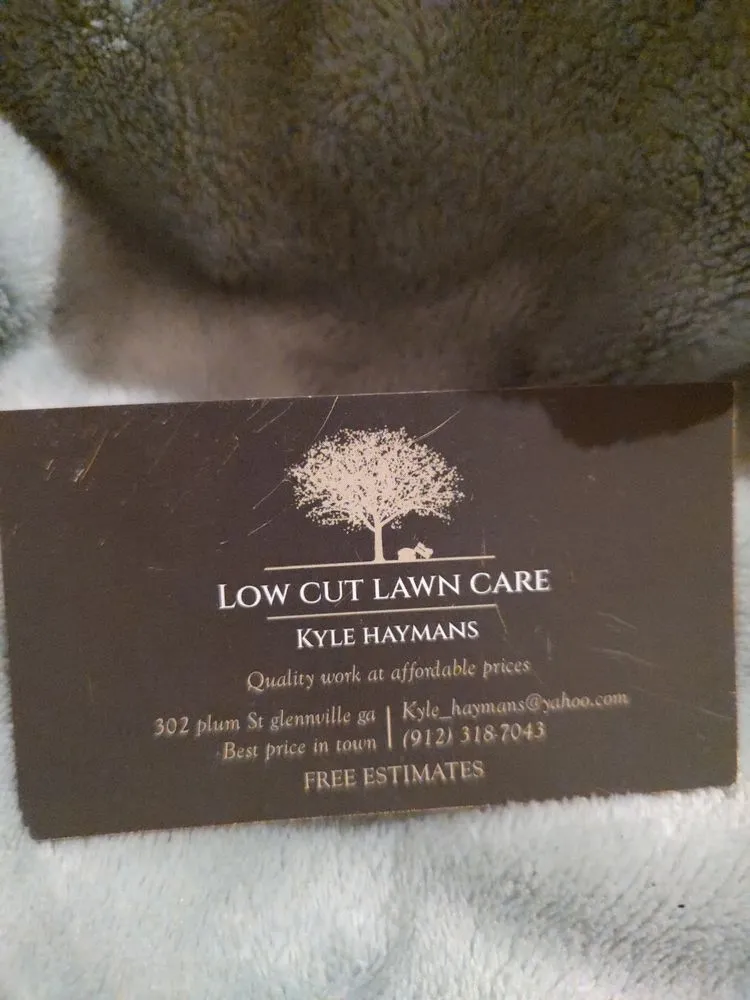 LOW CUT LAWN CARE
KYLE HAYMANS
Quality work at affordable prices
302 plum St glennville ga
Best price in town
Kyle_haymans@yahoo.com
(912) 318-7043
FREE ESTIMATES